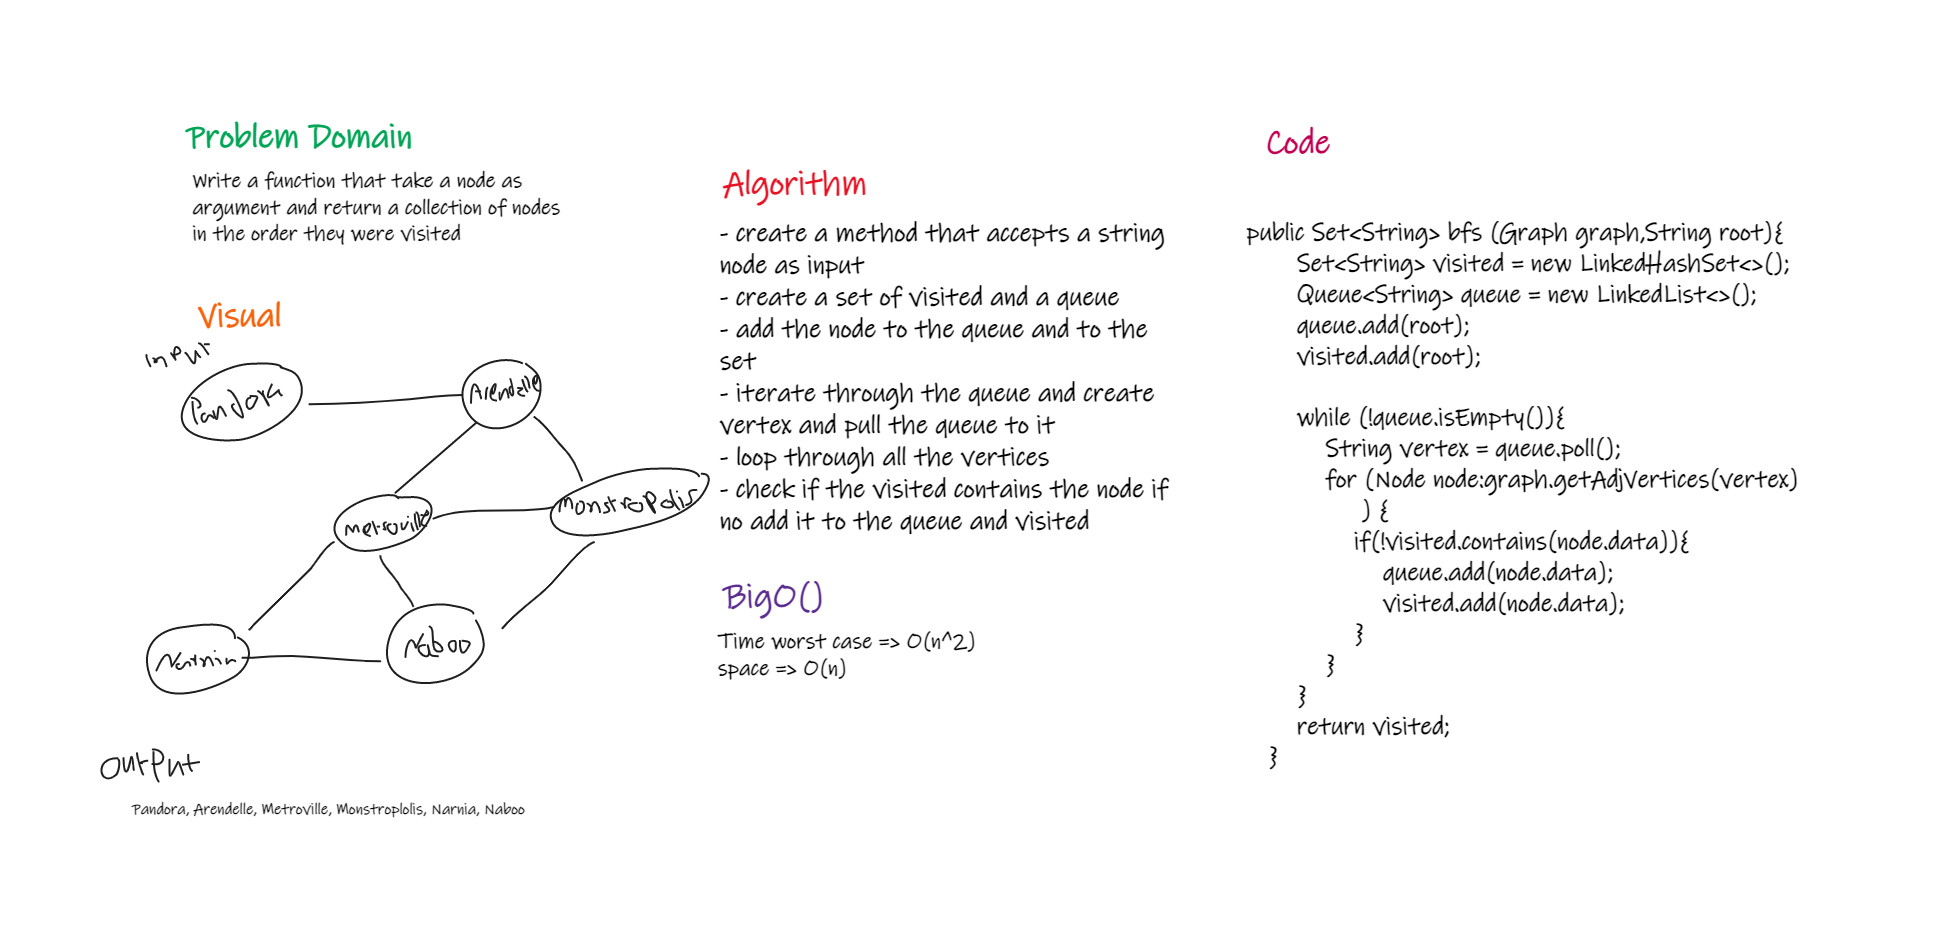 Problem Domain
Write a function that take a node as
argument and return a collection of nodes
in the order they were visited
Visual
input
Pandora
Arendelle
Metroville
Monstropolis
Narnia
Naboo
output
Pandora, Arendelle, Metroville, Monstroplolis, Narnia, Naboo
Algorithm
- create a method that accepts a string
node as input
- create a set of visited and a queue
- add the node to the queue and to the
set
- iterate through the queue and create
vertex and pull the queue to it
- loop through all the vertices
- check if the visited contains the node if
no add it to the queue and visited
BigO()
Time worst case => O(n^2)
space => O(n)
Code
public Set<String> bfs (Graph graph,String root){
Set<String> visited = new LinkedHashSet<>();
Queue<String> queue = new LinkedList<>();
queue.add(root);
visited.add(root);
while (!queue.isEmpty()){
String vertex = queue.poll();
for (Node node:graph.getAdjVertices(vertex)
) {
if(!visited.contains(node.data)){
queue.add(node.data);
visited.add(node.data);
}
}
}
return visited;
}